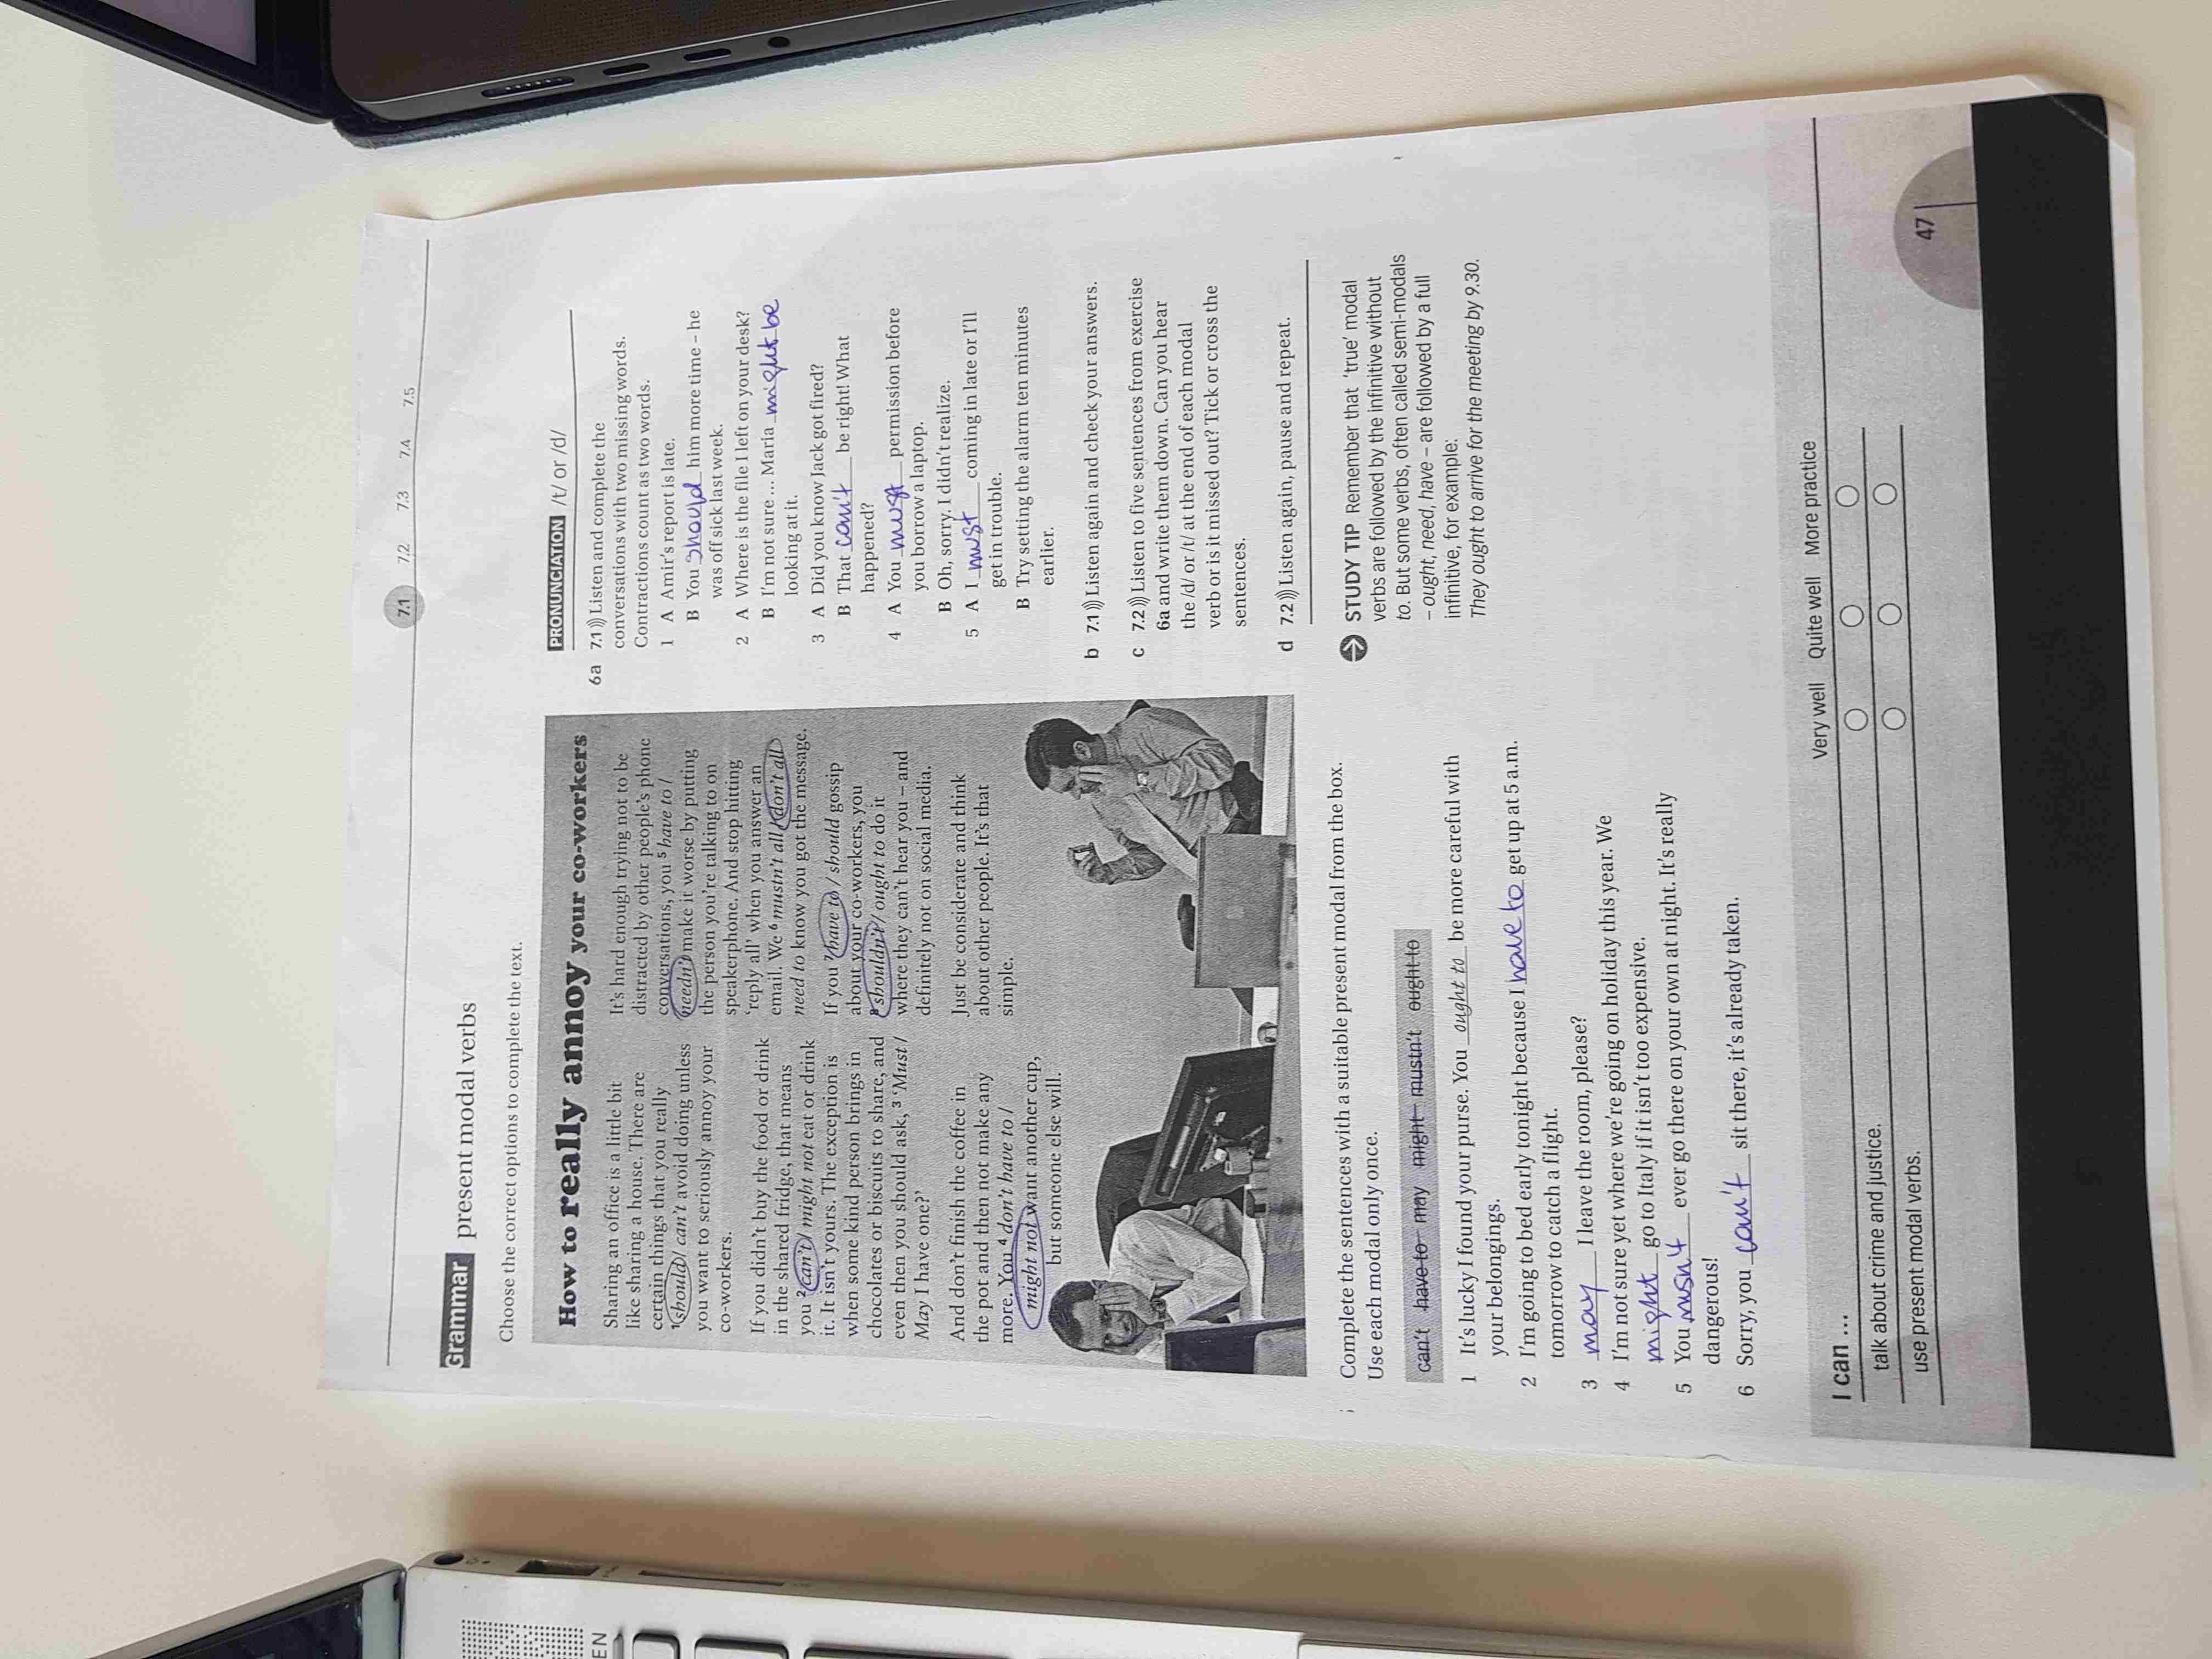 7.1 7.2 7.3 7.4 7.5
Grammar present modal verbs
Choose the correct options to complete the text.
How to really annoy your co-workers
Sharing an office is a little bit
like sharing a house. There are
certain things that you really
1 should / can't avoid doing unless
you want to seriously annoy your
co-workers.
If you didn't buy the food or drink
in the shared fridge, that means
you 2 can't / might not eat or drink
it. It isn't yours. The exception is
when some kind person brings in
chocolates or biscuits to share, and
even then you should ask, 3 'Must /
May I have one?'
And don't finish the coffee in
the pot and then not make any
more. You 4 don't have to /
might not want another cup,
but someone else will.
It's hard enough trying not to be
distracted by other people's phone
conversations, you 5 have to /
needn't make it worse by putting
the person you're talking to on
speakerphone. And stop hitting
'reply all' when you answer an
email. We 6 mustn't all / don't all
need to know you got the message.
If you 7 have to / should gossip
about your co-workers, you
8 shouldn't / ought to do it
where they can't hear you – and
definitely not on social media.
Just be considerate and think
about other people. It's that
simple.
Complete the sentences with a suitable present modal from the box.
Use each modal only once.
can't have to may might mustn't ought to
1 It's lucky I found your purse. You ought to be more careful with
your belongings.
2 I'm going to bed early tonight because I have to get up at 5 a.m.
tomorrow to catch a flight.
3 may I leave the room, please?
4 I'm not sure yet where we're going on holiday this year. We
might go to Italy if it isn't too expensive.
5 You musn't ever go there on your own at night. It's really
dangerous!
6 Sorry, you can't sit there, it's already taken.
PRONUNCIATION /t/ or /d/
6a 7.1 Listen and complete the
conversations with two missing words.
Contractions count as two words.
1 A Amir's report is late.
B You should him more time – he
was off sick last week.
2 A Where is the file I left on your desk?
B I'm not sure ... Maria might be
looking at it.
3 A Did you know Jack got fired?
B That can't be right! What
happened?
4 A You must permission before
you borrow a laptop.
B Oh, sorry. I didn't realize.
5 A I must coming in late or I'll
get in trouble.
B Try setting the alarm ten minutes
earlier.
b 7.1 Listen again and check your answers.
c 7.2 Listen to five sentences from exercise
6a and write them down. Can you hear
the /d/ or /t/ at the end of each modal
verb or is it missed out? Tick or cross the
sentences.
d 7.2 Listen again, pause and repeat.
STUDY TIP Remember that 'true' modal
verbs are followed by the infinitive without
to. But some verbs, often called semi-modals
– ought, need, have – are followed by a full
infinitive, for example:
They ought to arrive for the meeting by 9.30.
I can ... Very well Quite well More practice
talk about crime and justice.
use present modal verbs.
47
EN